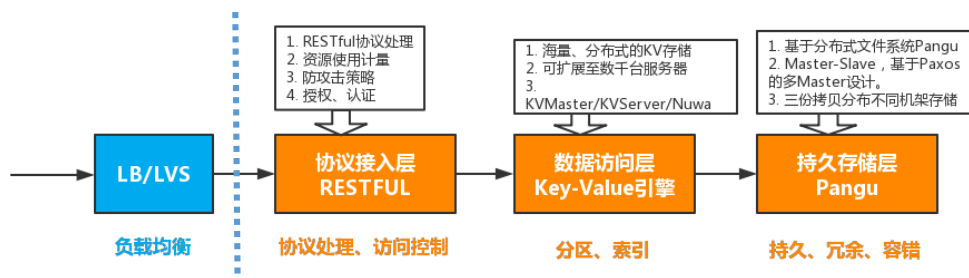 1. RESTful协议处理
2. 资源使用计量
3. 防攻击策略
4. 授权、认证
1. 海量、分布式的KV存储
2. 可扩展至数千台服务器
3.
KVMaster/KVServer/Nuwa
1. 基于分布式文件系统Pangu
2. Master-Slave，基于Paxos
的多Master设计。
3. 三份拷贝分布不同机架存储
LB/LVS
协议接入层
RESTFUL
数据访问层
Key-Value引擎
持久存储层
Pangu
负载均衡
协议处理、访问控制
分区、索引
持久、冗余、容错